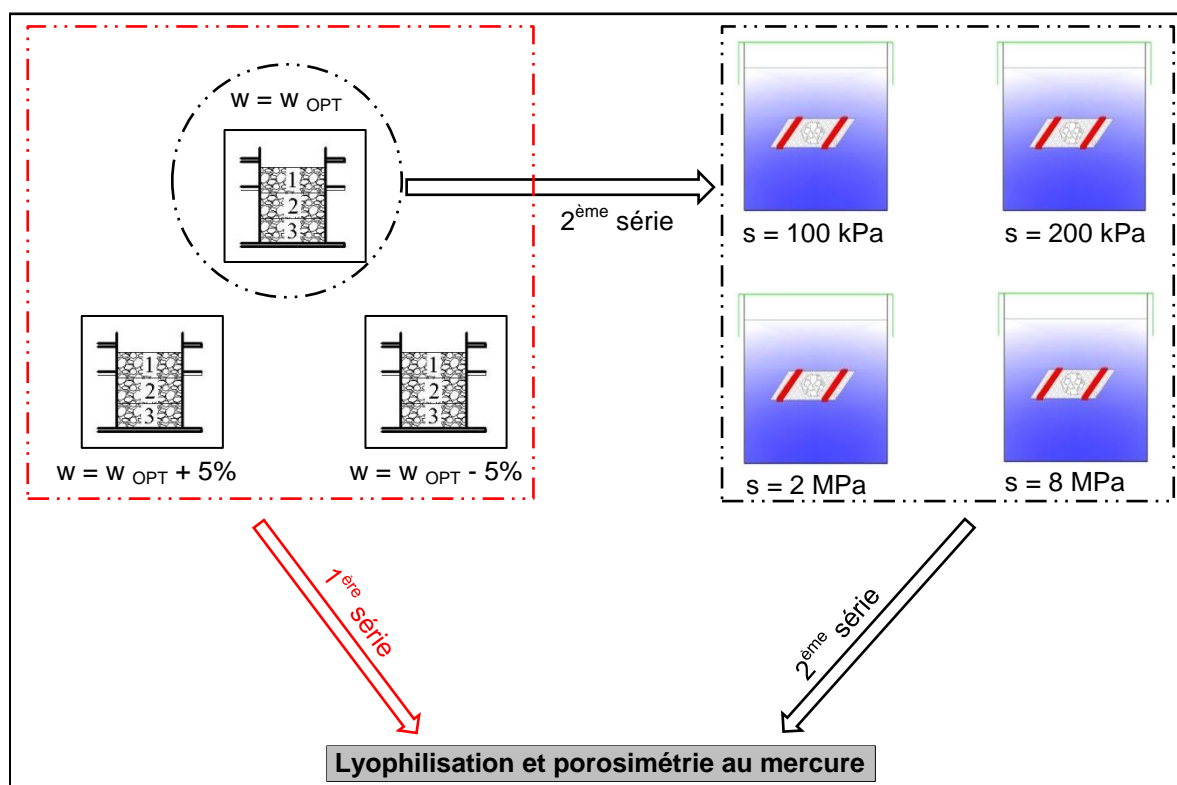 w = w OPT
1
2
3
2ème série
s = 100 kPa
s = 200 kPa
1
2
3
1
2
3
w = w OPT + 5%
w = w OPT - 5%
s = 2 MPa
s = 8 MPa
1ère série
2ème série
Lyophilisation et porosimétrie au mercure